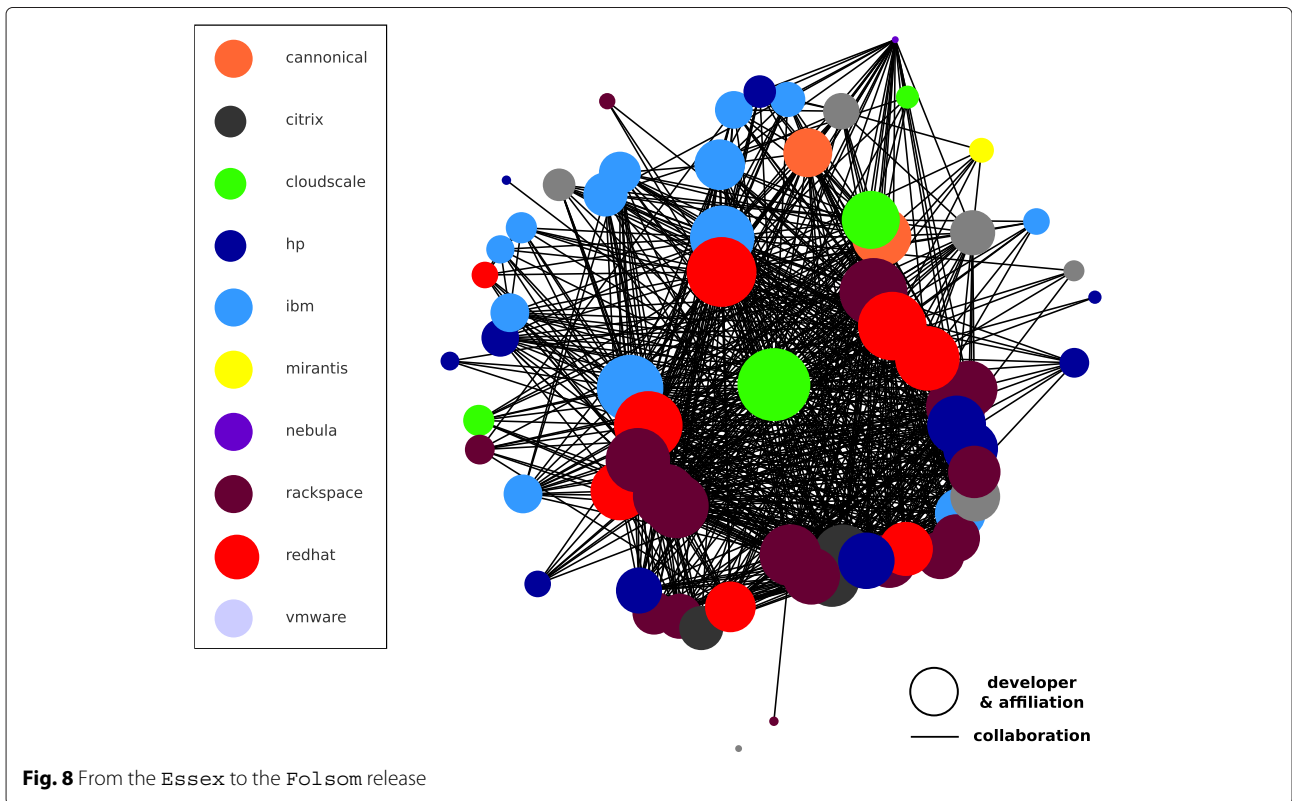 cannonical
citrix
cloudscale
hp
ibm
mirantis
nebula
rackspace
redhat
vmware
developer
& affiliation
collaboration
Fig. 8 From the Essex to the Folsom release